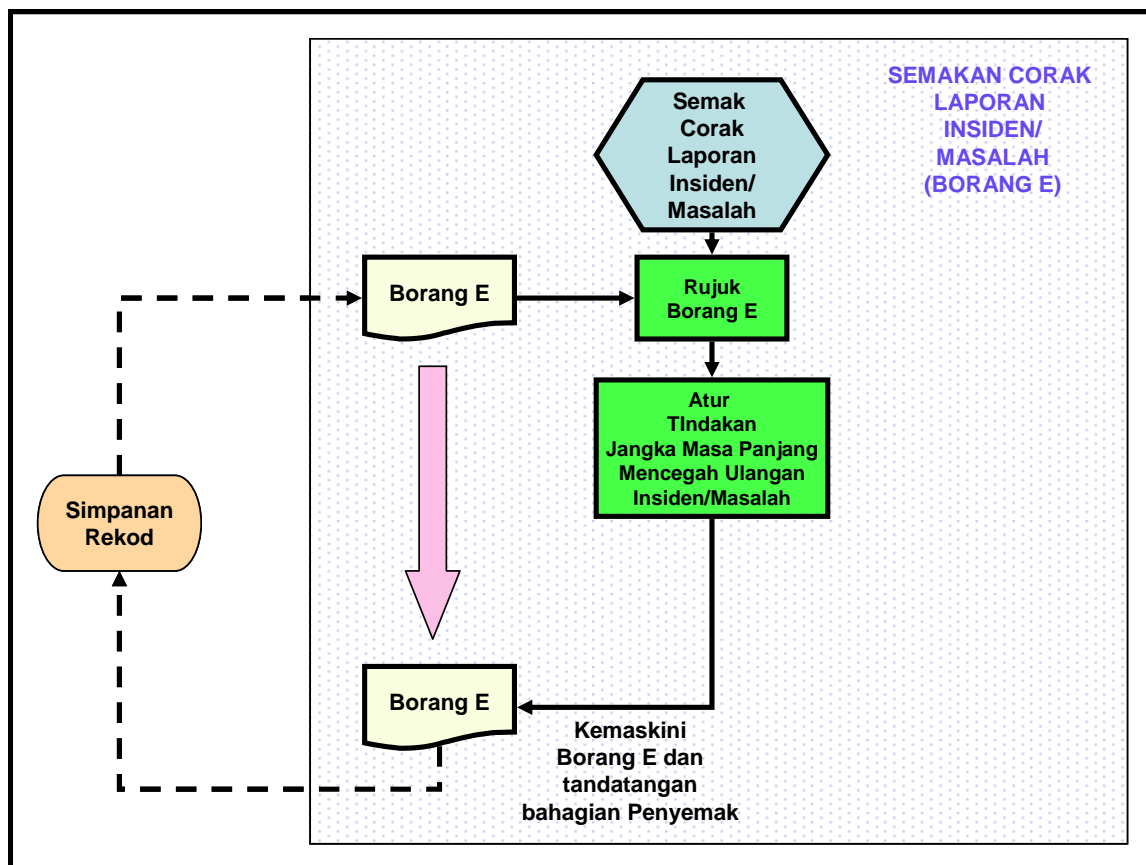 SEMAKAN CORAK
LAPORAN
INSIDEN/
MASALAH
(BORANG E)
Semak
Corak
Laporan
Insiden/
Masalah
Borang E
Rujuk
Borang E
Atur
TIndakan
Jangka Masa Panjang
Mencegah Ulangan
Insiden/Masalah
Simpanan
Rekod
Borang E
Kemaskini
Borang E dan
tandatangan
bahagian Penyemak